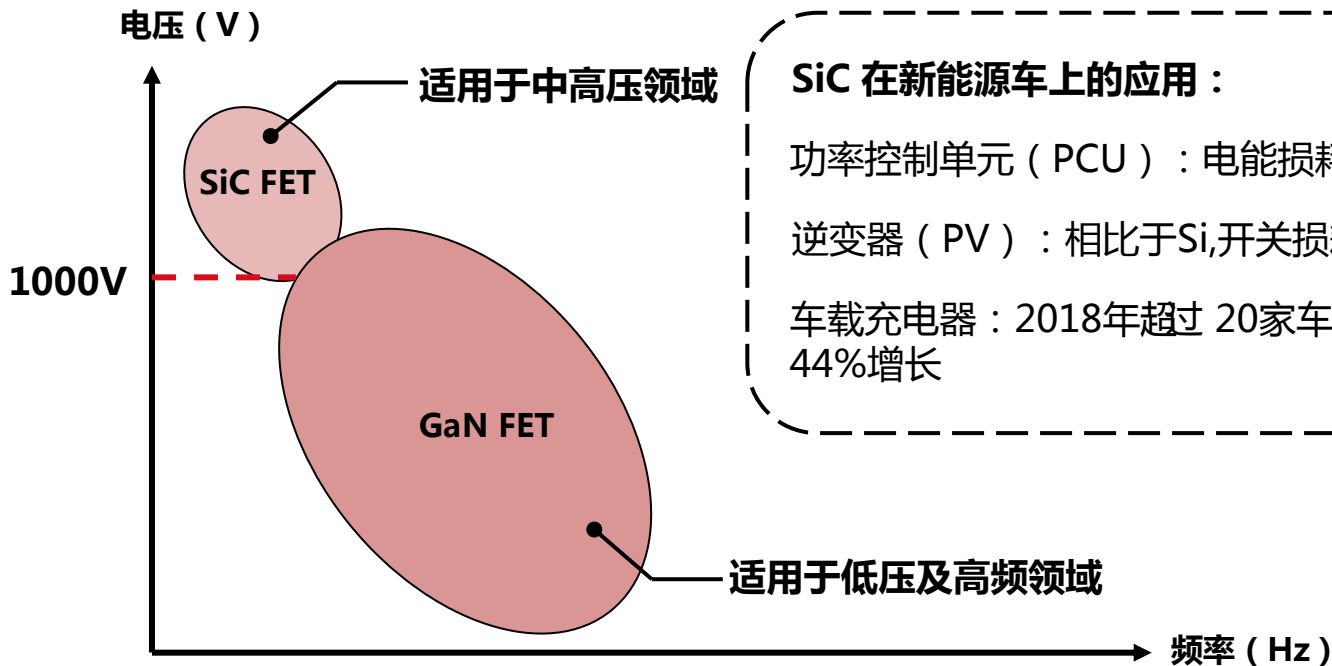 电压（V）
适用于中高压领域
SiC FET
1000V
GaN FET
适用于低压及高频领域
频率（Hz）
SiC 在新能源车上的应用：
功率控制单元（PCU）：电能损
逆变器（PV）：相比于Si,开关损
车载充电器：2018年超过 20家车
44%增长